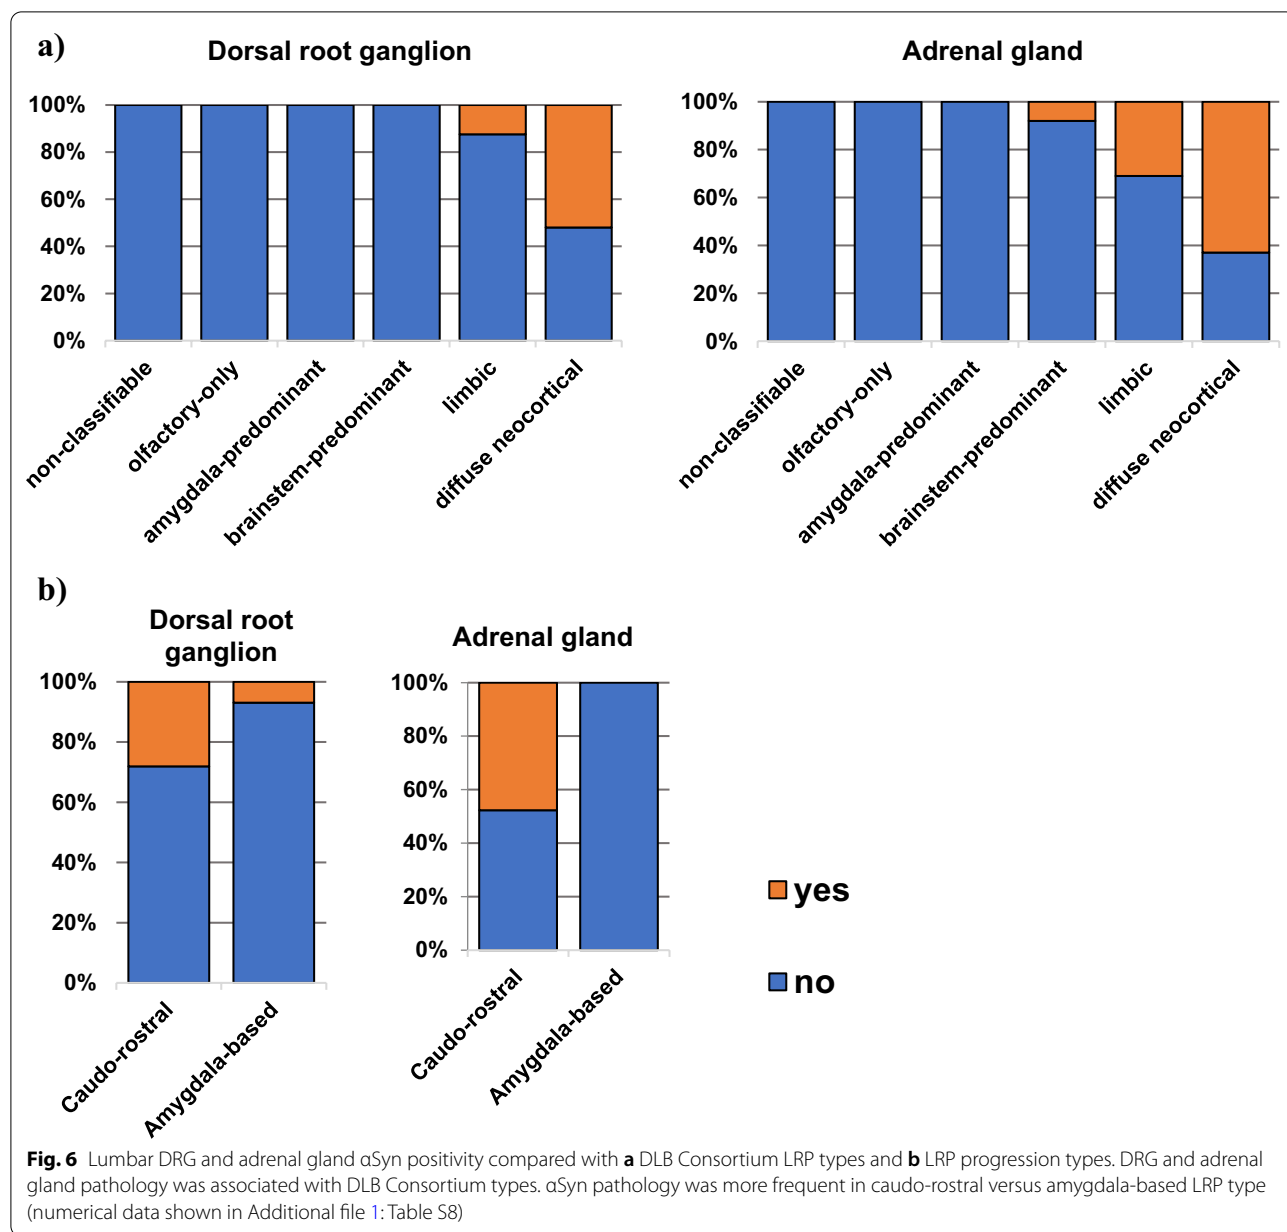 a)
Dorsal root ganglion
100%
80%
60%
40%
20%
0%
non-classifiable
olfactory-only
amygdala-predominant
brainstem-predominant
limbic
diffuse neocortical
Adrenal gland
100%
80%
60%
40%
20%
0%
non-classifiable
olfactory-only
amygdala-predominant
brainstem-predominant
limbic
diffuse neocortical
b)
Dorsal root
ganglion
100%
80%
60%
40%
20%
0%
Caudo-rostral
Amygdala-based
Adrenal gland
100%
80%
60%
40%
20%
0%
Caudo-rostral
Amygdala-based
yes
no
Fig. 6 Lumbar DRG and adrenal gland αSyn positivity compared with a DLB Consortium LRP types and b LRP progression types. DRG and adrenal
gland pathology was associated with DLB Consortium types. αSyn pathology was more frequent in caudo-rostral versus amygdala-based LRP type
(numerical data shown in Additional file 1: Table S8)